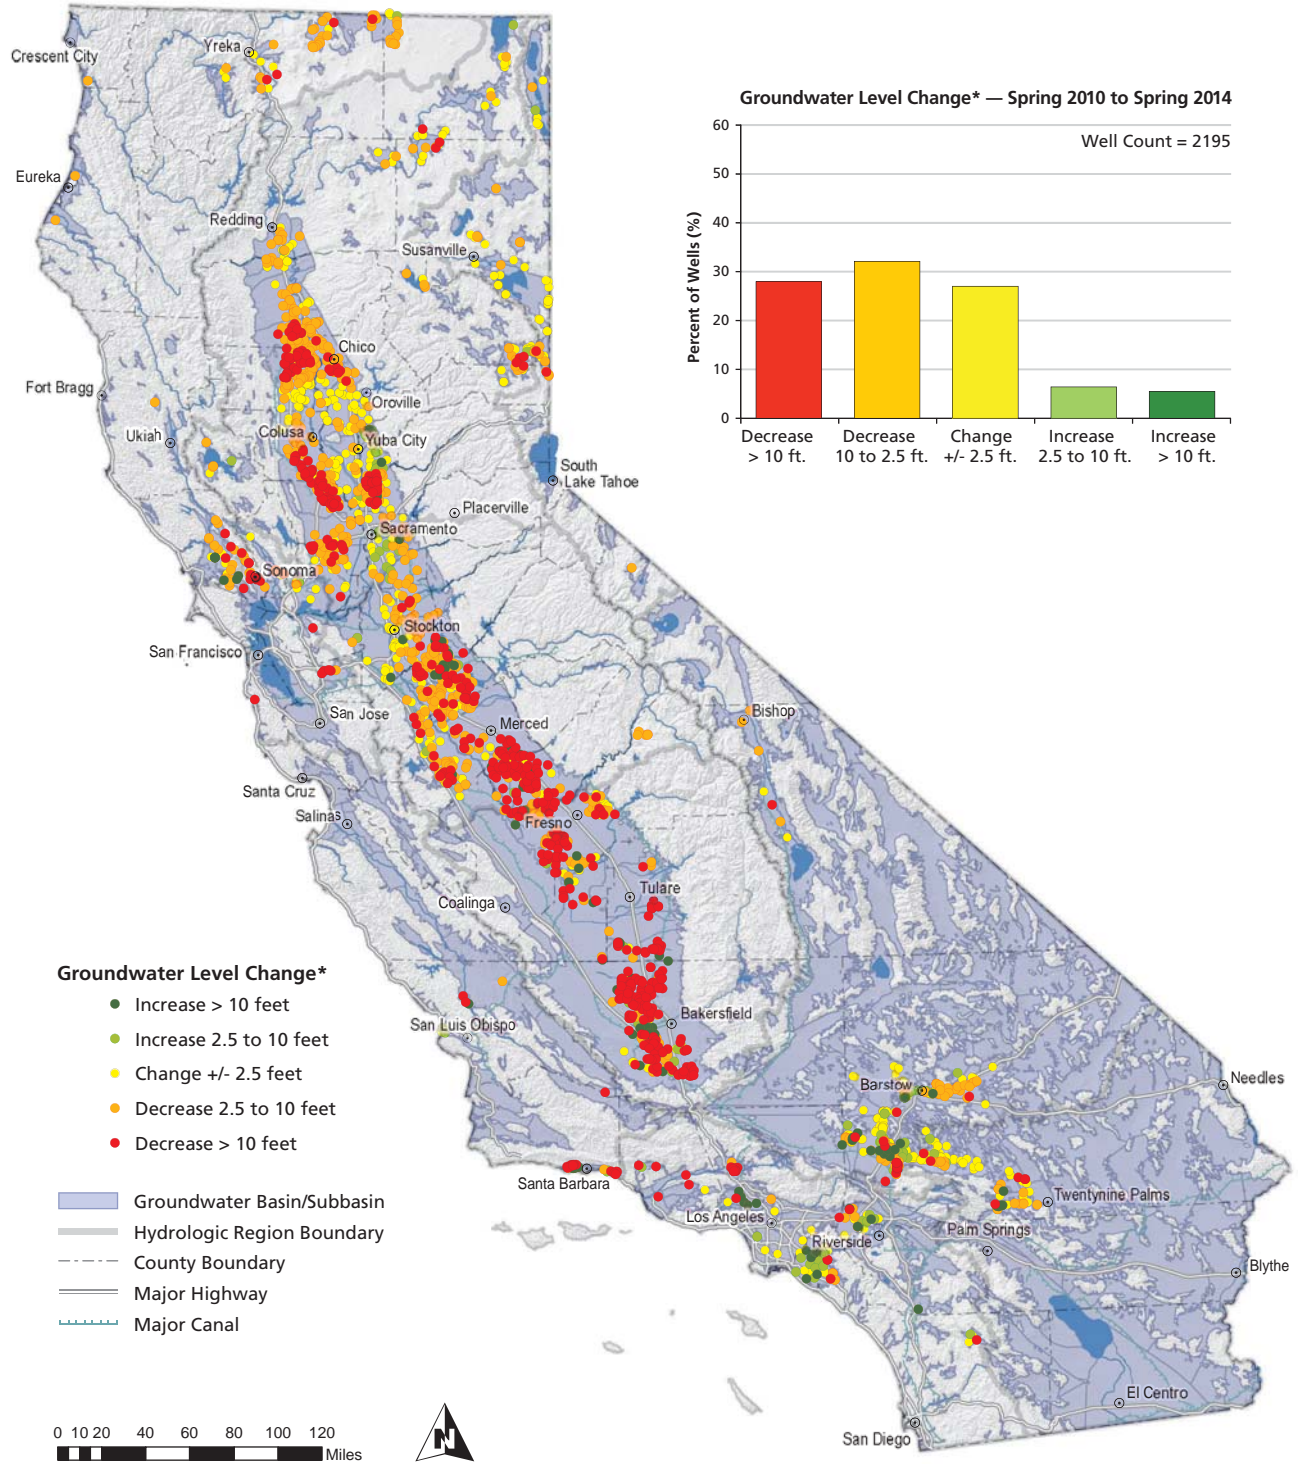 Crescent City
Yreka
Eureka
Redding
Susanville
Chico
Fort Bragg
Oroville
Ukiah
Colusa
Yuba City
South
Lake Tahoe
Placerville
Sacramento
Sonoma
Stockton
San Francisco
San Jose
Merced
Bishop
Santa Cruz
Salinas
Fresno
Tulare
Coalinga
Bakersfield
San Luis Obispo
Barstow
Needles
Santa Barbara
Twentynine Palms
Los Angeles
Palm Springs
Riverside
Blythe
El Centro
San Diego
Groundwater Level Change* — Spring 2010 to Spring 2014
Well Count = 2195
Percent of Wells (%)
60
50
40
30
20
10
0
Decrease
> 10 ft.
Decrease
10 to 2.5 ft.
Change
+/- 2.5 ft.
Increase
2.5 to 10 ft.
Increase
> 10 ft.
Groundwater Level Change*
Increase > 10 feet
Increase 2.5 to 10 feet
Change +/- 2.5 feet
Decrease 2.5 to 10 feet
Decrease > 10 feet
Groundwater Basin/Subbasin
Hydrologic Region Boundary
County Boundary
Major Highway
Major Canal
0 10 20 40 60 80 100 120
Miles
N